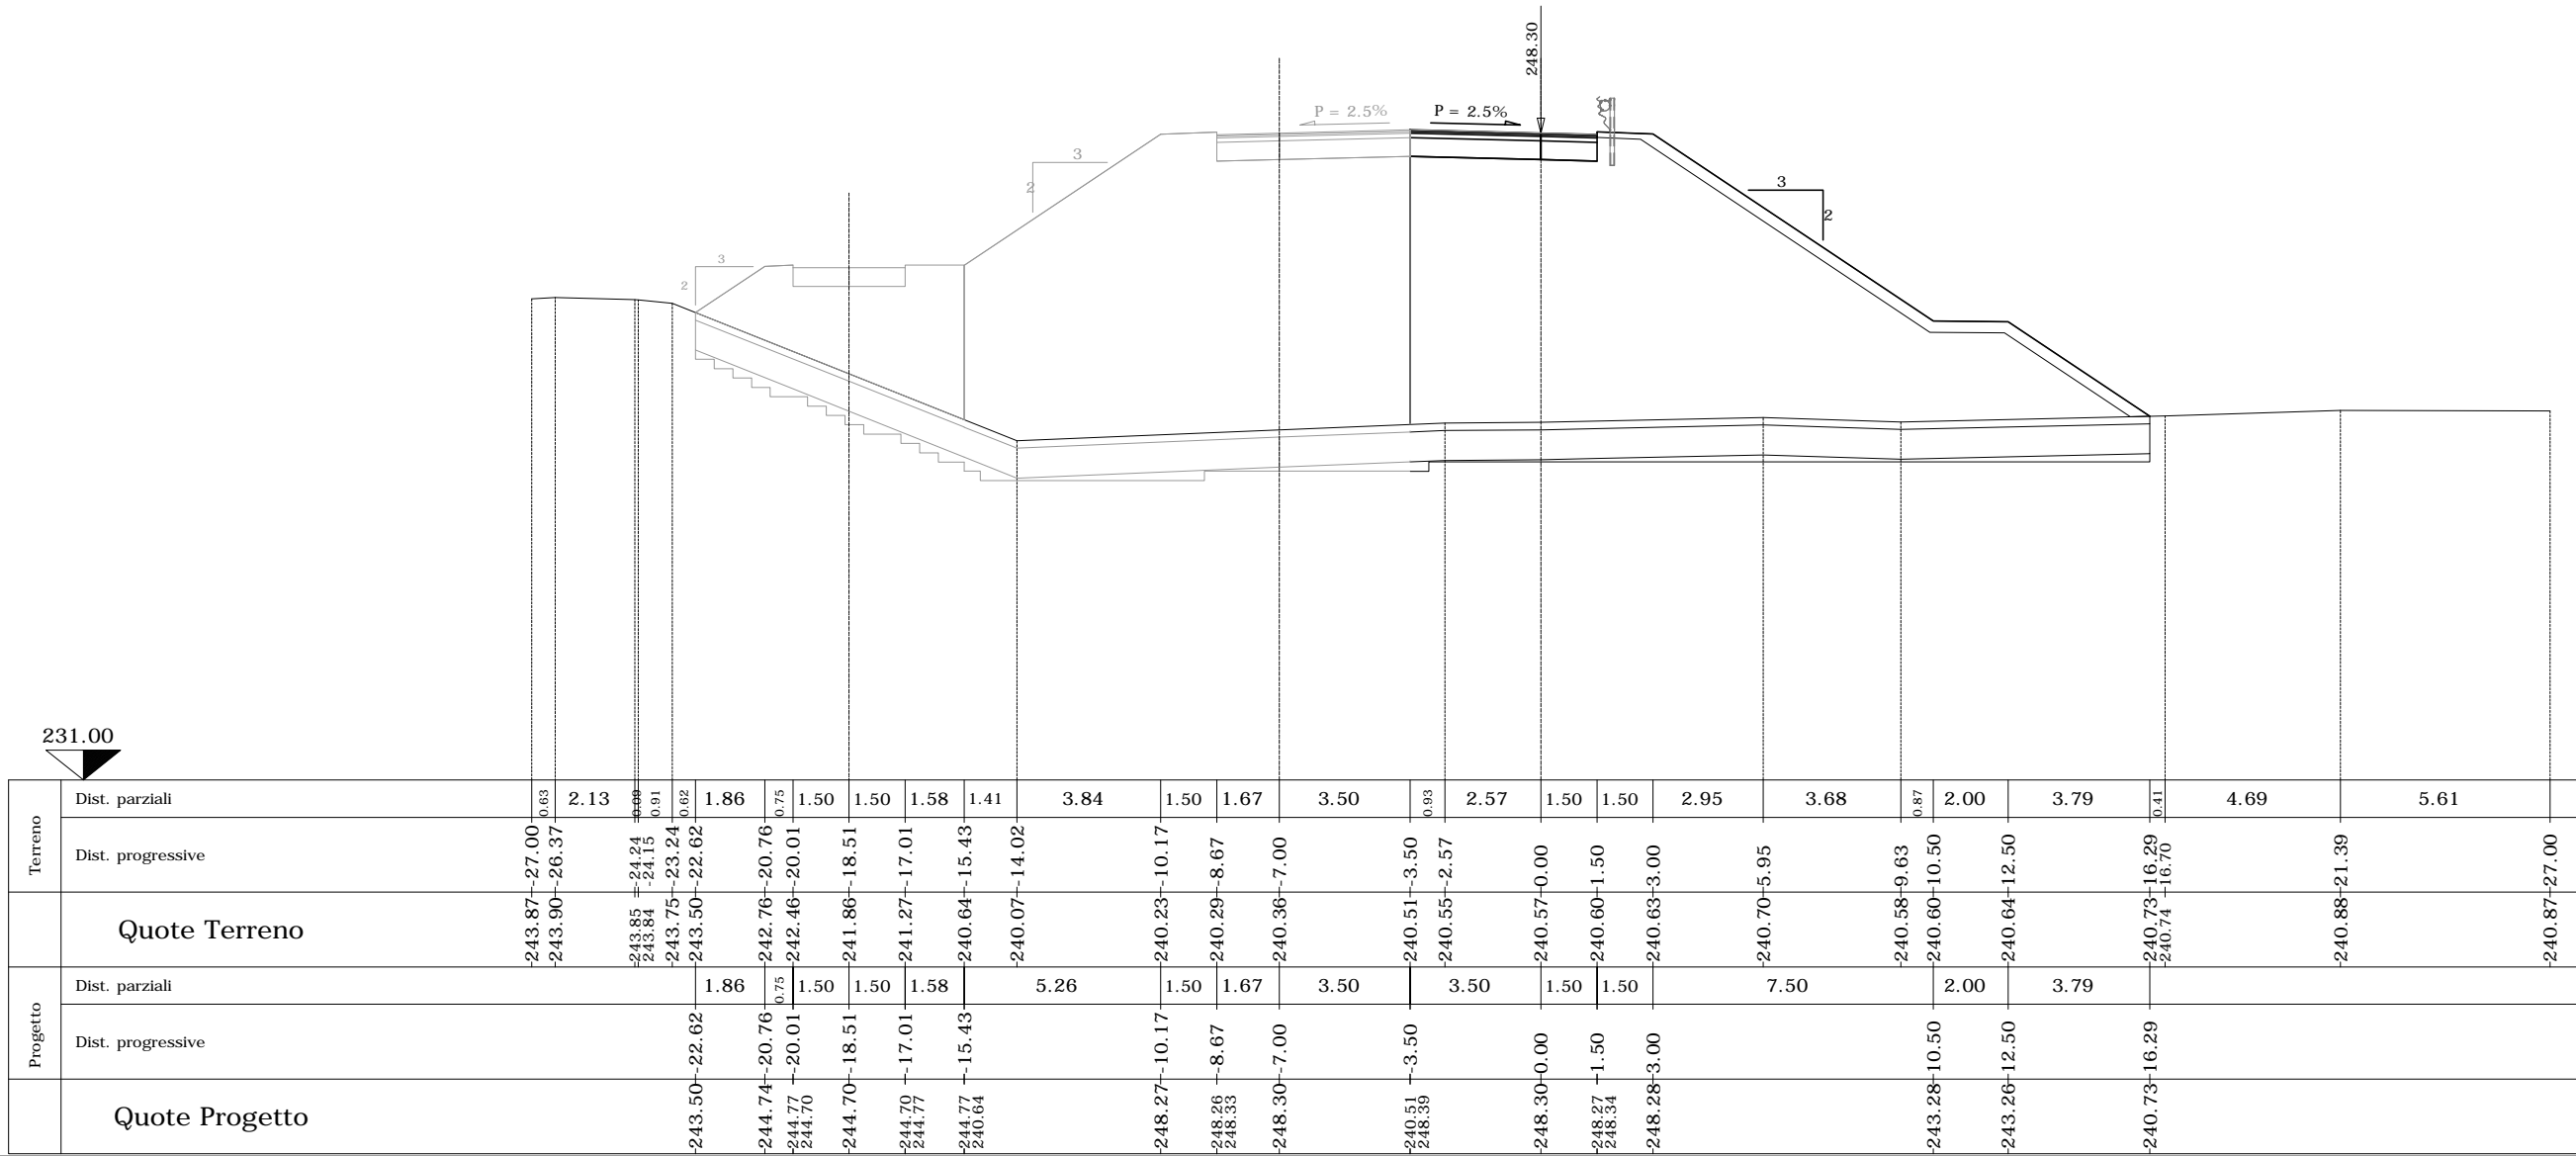 248.30
P = 2.5%
P = 2.5%
3
2
3
2
3
2
231.00
Terreno
Dist. parziali
0.63 2.13 0.09 0.91 0.62 1.86 0.75 1.50 1.50 1.58 1.41 3.84 1.50 1.67 3.50 0.93 2.57 1.50 1.50 2.95 3.68 0.87 2.00 3.79 0.41 4.69 5.61
Dist. progressive
-27.00 -26.37 -24.24 -24.15 -23.24 -22.62 -20.76 -20.01 -18.51 -17.01 -15.43 -14.02 -10.17 -8.67 -7.00 -3.50 -2.57 0.00 1.50 3.00 5.95 9.63 10.50 12.50 16.29 16.70 21.39 27.00
Quote Terreno
243.87 243.90 243.85 243.84 243.75 243.50 242.76 242.46 241.86 241.27 240.64 240.07 240.23 240.29 240.36 240.51 240.55 240.57 240.60 240.63 240.70 240.58 240.60 240.64 240.73 240.74 240.88 240.87
Progetto
Dist. parziali
1.86 0.75 1.50 1.50 1.58 5.26 1.50 1.67 3.50 3.50 1.50 1.50 7.50 2.00 3.79
Dist. progressive
-22.62 -20.76 -20.01 -18.51 -17.01 -15.43 -10.17 -8.67 -7.00 -3.50 0.00 1.50 3.00 10.50 12.50 16.29
Quote Progetto
243.50 244.74 244.77 244.70 244.70 244.70 244.77 244.77 240.64 248.27 248.26 248.33 248.30 240.51 248.39 248.30 248.27 248.34 248.28 243.28 243.26 240.73